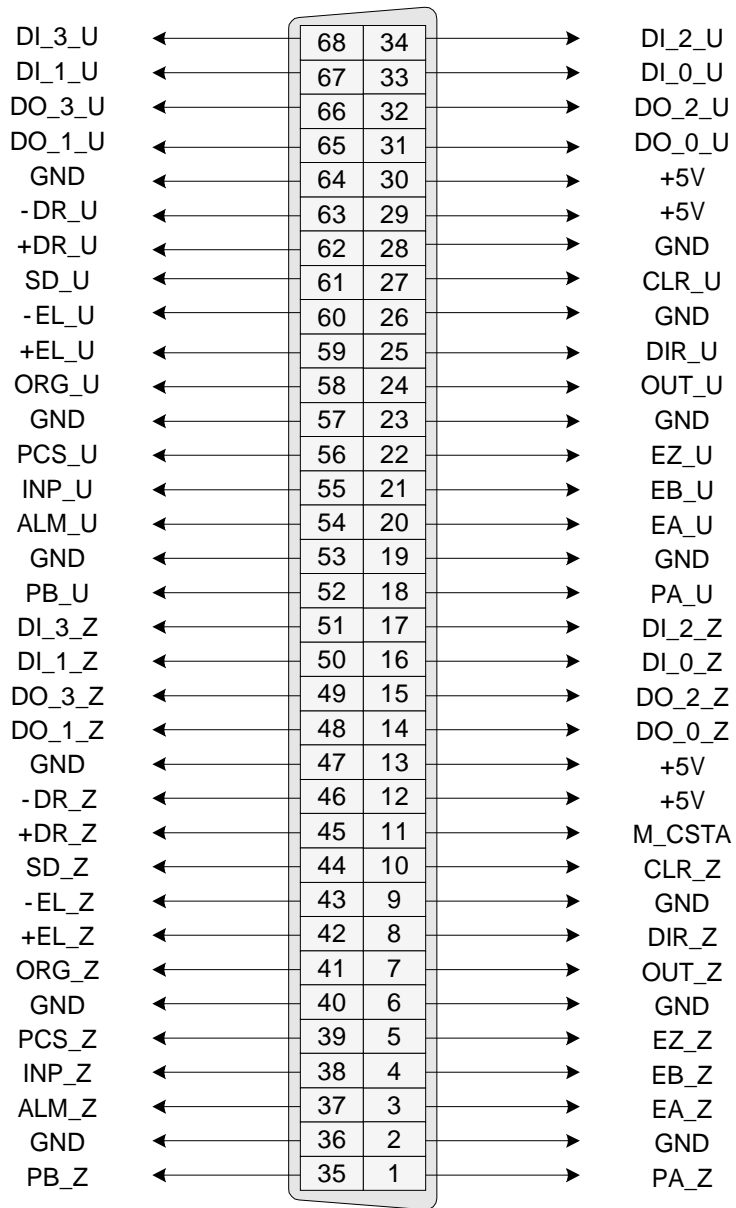 DI_3_U 68 34 DI_2_U
DI_1_U 67 33 DI_0_U
DO_3_U 66 32 DO_2_U
DO_1_U 65 31 DO_0_U
GND 64 30 +5V
-DR_U 63 29 +5V
+DR_U 62 28 GND
SD_U 61 27 CLR_U
-EL_U 60 26 GND
+EL_U 59 25 DIR_U
ORG_U 58 24 OUT_U
GND 57 23 GND
PCS_U 56 22 EZ_U
INP_U 55 21 EB_U
ALM_U 54 20 EA_U
GND 53 19 GND
PB_U 52 18 PA_U
DI_3_Z 51 17 DI_2_Z
DI_1_Z 50 16 DI_0_Z
DO_3_Z 49 15 DO_2_Z
DO_1_Z 48 14 DO_0_Z
GND 47 13 +5V
-DR_Z 46 12 +5V
+DR_Z 45 11 M_CSTA
SD_Z 44 10 CLR_Z
-EL_Z 43 9 GND
+EL_Z 42 8 DIR_Z
ORG_Z 41 7 OUT_Z
GND 40 6 GND
PCS_Z 39 5 EZ_Z
INP_Z 38 4 EB_Z
ALM_Z 37 3 EA_Z
GND 36 2 GND
PB_Z 35 1 PA_Z